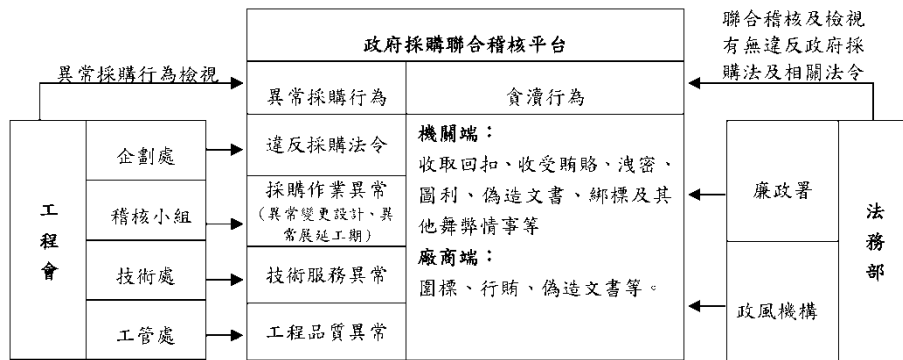 政府採購聯合稽核平台
聯合稽核及檢視
有無違反政府採
購法及相關法令
異常採購行為檢視
異常採購行為
貪瀆行為
工程會
企劃處
稽核小組
技術處
工管處
違反採購法令
採購作業異常
(異常變更設計、異
常展延工期)
技術服務異常
工程品質異常
機關端：
收取回扣、收受賄賂、洩密、
圖利、偽造文書、綁標及其
他舞弊情事等
廠商端：
圍標、行賄、偽造文書等。
廉政署
政風機構
法務部